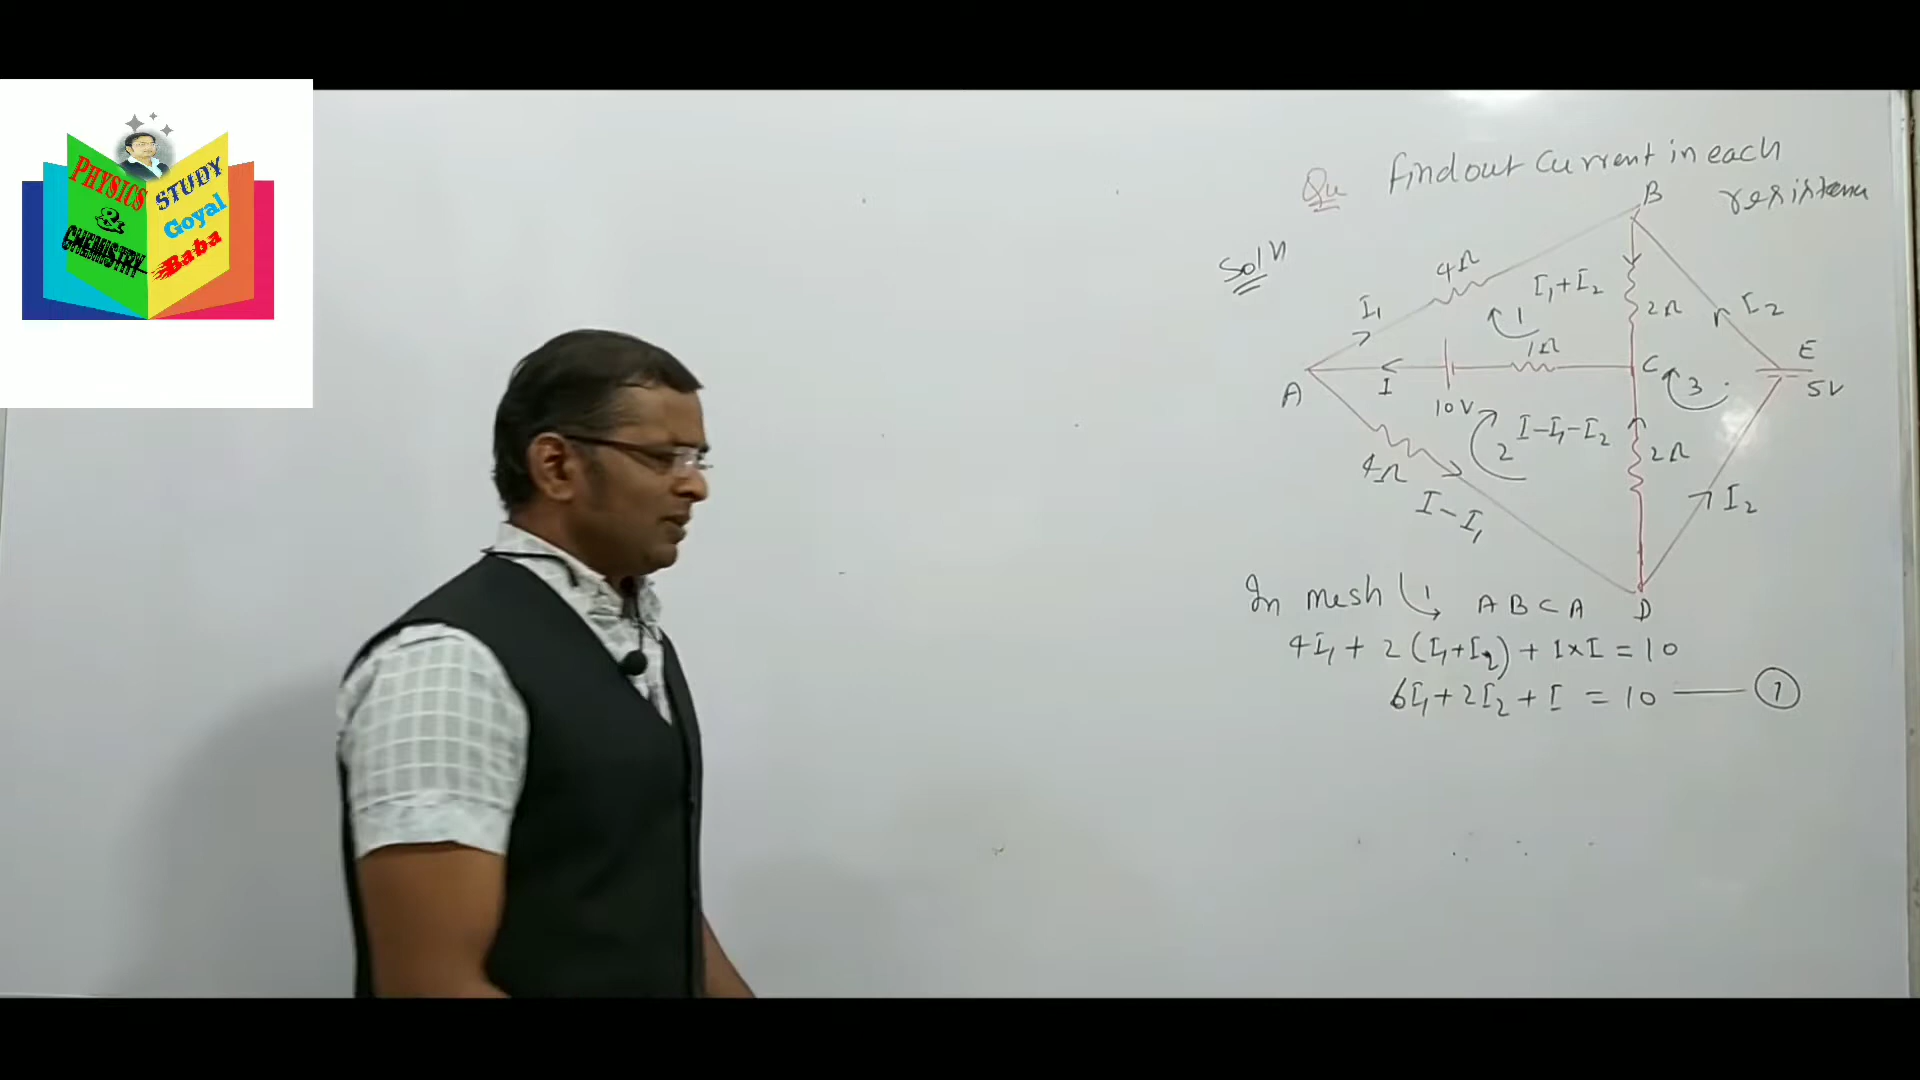 PHYSICS
&
CHEMISTRY
STUDY
Goyal
Baba
Qu Find out Current in each
resistance
Solⁿ
B
4Ω
I₁
I₁+I₂
2Ω
I₂
1
1Ω
A
I
10V
C
3
E
5V
2
I-I₁-I₂
2Ω
4Ω
I-I₁
I₂
D
In mesh 1 ABCA
4I₁ + 2(I₁+I₂) + 1×I = 10
6I₁ + 2I₂ + I = 10 —— ①